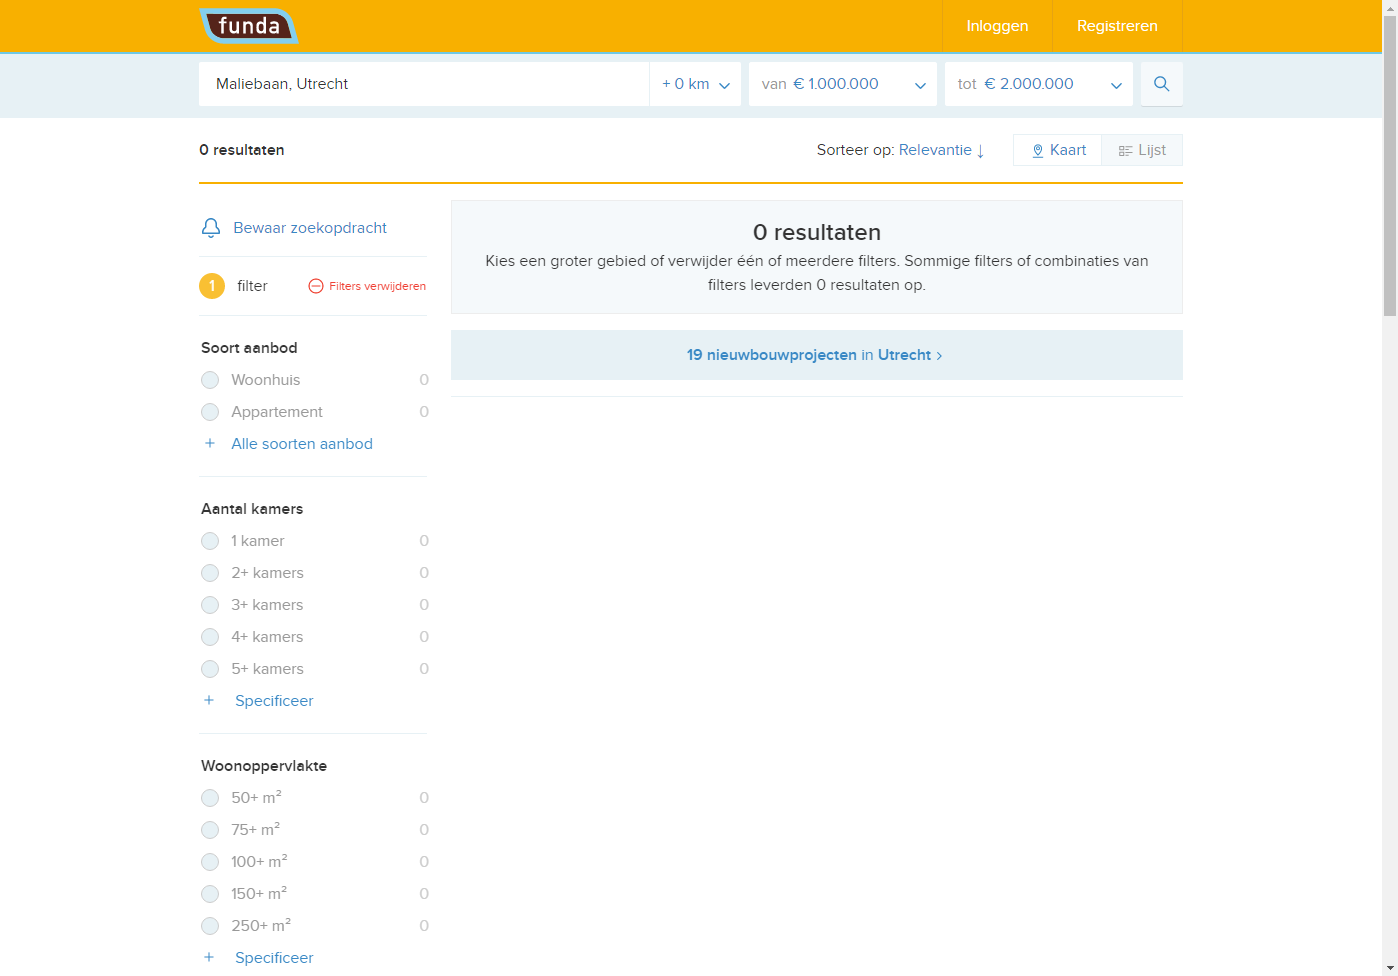 funda
Inloggen
Registreren
Maliebaan, Utrecht
+ 0 km
van € 1.000.000
tot € 2.000.000
0 resultaten
Sorteer op: Relevantie ↓
Kaart
Lijst
Bewaar zoekopdracht
1 filter
Filters verwijderen
0 resultaten
Kies een groter gebied of verwijder één of meerdere filters. Sommige filters of combinaties van
filters leverden 0 resultaten op.
19 nieuwbouwprojecten in Utrecht ›
Soort aanbod
Woonhuis 0
Appartement 0
+ Alle soorten aanbod
Aantal kamers
1 kamer 0
2+ kamers 0
3+ kamers 0
4+ kamers 0
5+ kamers 0
+ Specificeer
Woonoppervlakte
50+ m² 0
75+ m² 0
100+ m² 0
150+ m² 0
250+ m² 0
+ Specificeer